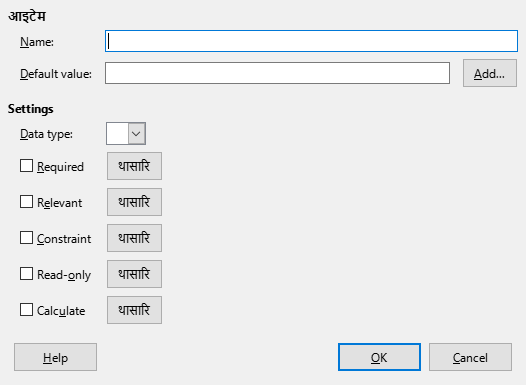 आइटेम
Name:
Default value: Add...
Settings
Data type:
Required थासारि
Relevant थासारि
Constraint थासारि
Read-only थासारि
Calculate थासारि
Help OK Cancel